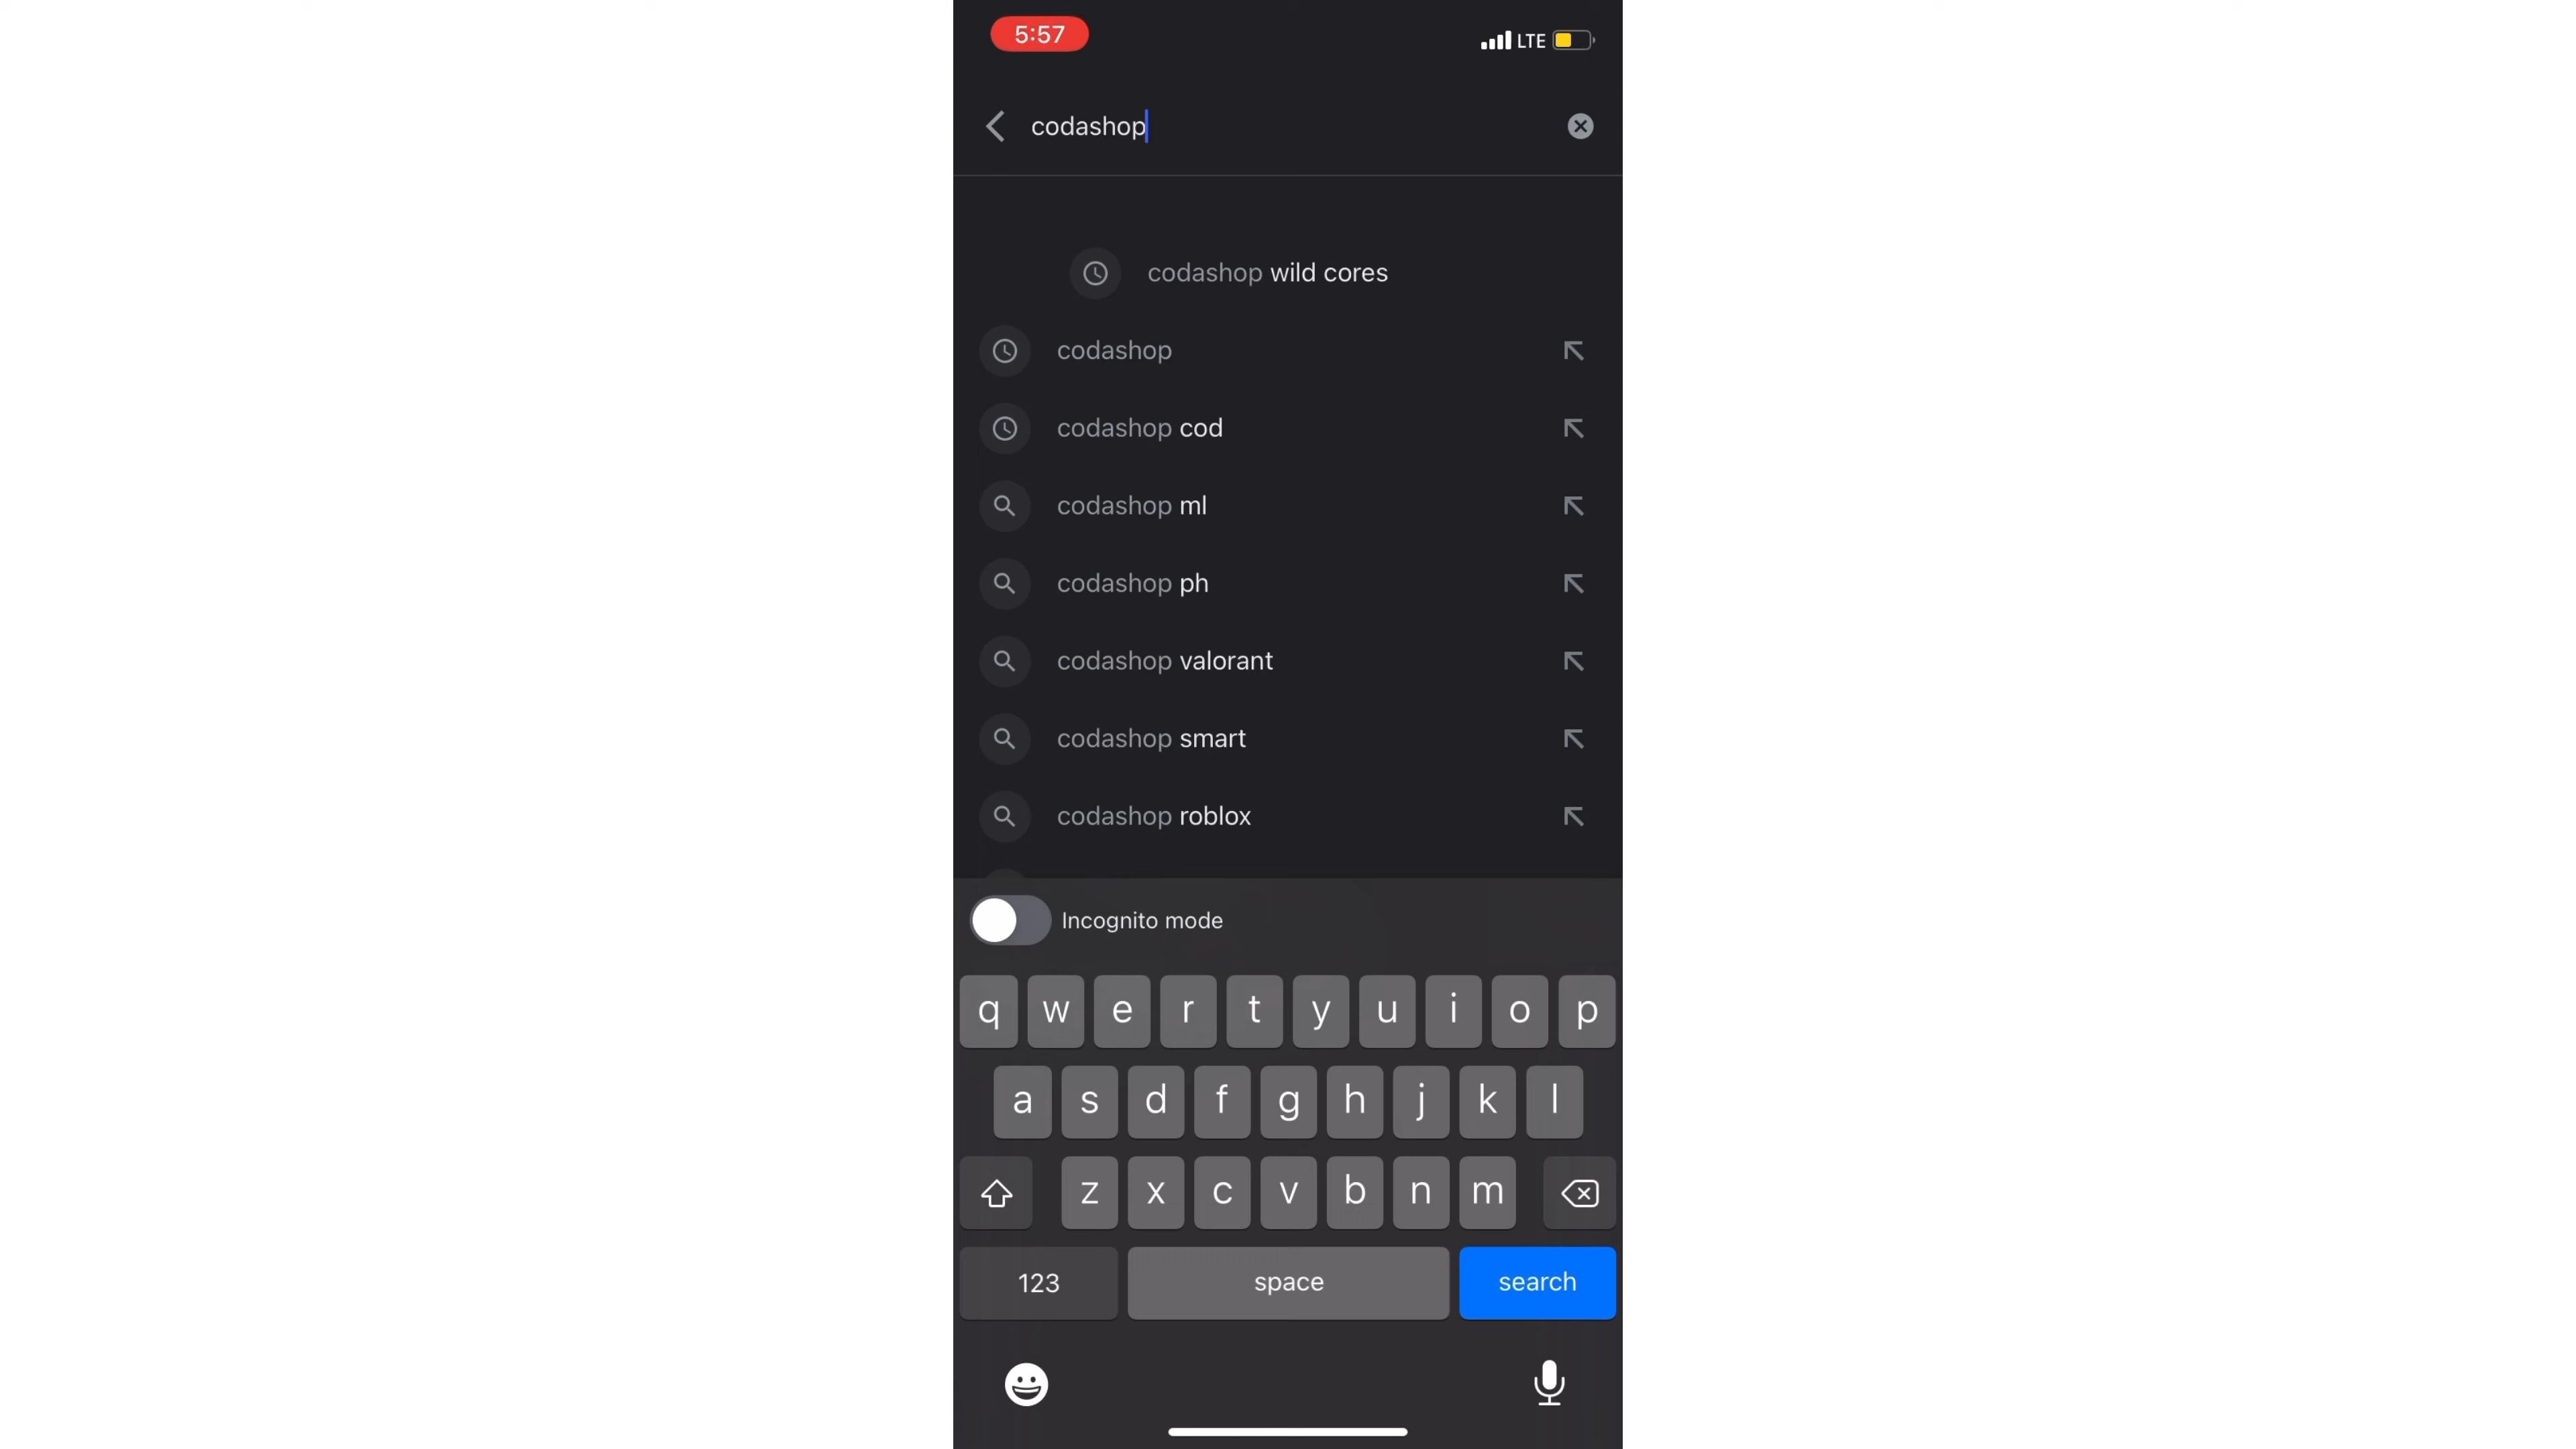 5:57
LTE
codashop
codashop wild cores
codashop
codashop cod
codashop ml
codashop ph
codashop valorant
codashop smart
codashop roblox
Incognito mode
q w e r t y u i o p
a s d f g h j k l
z x c v b n m
123 space search